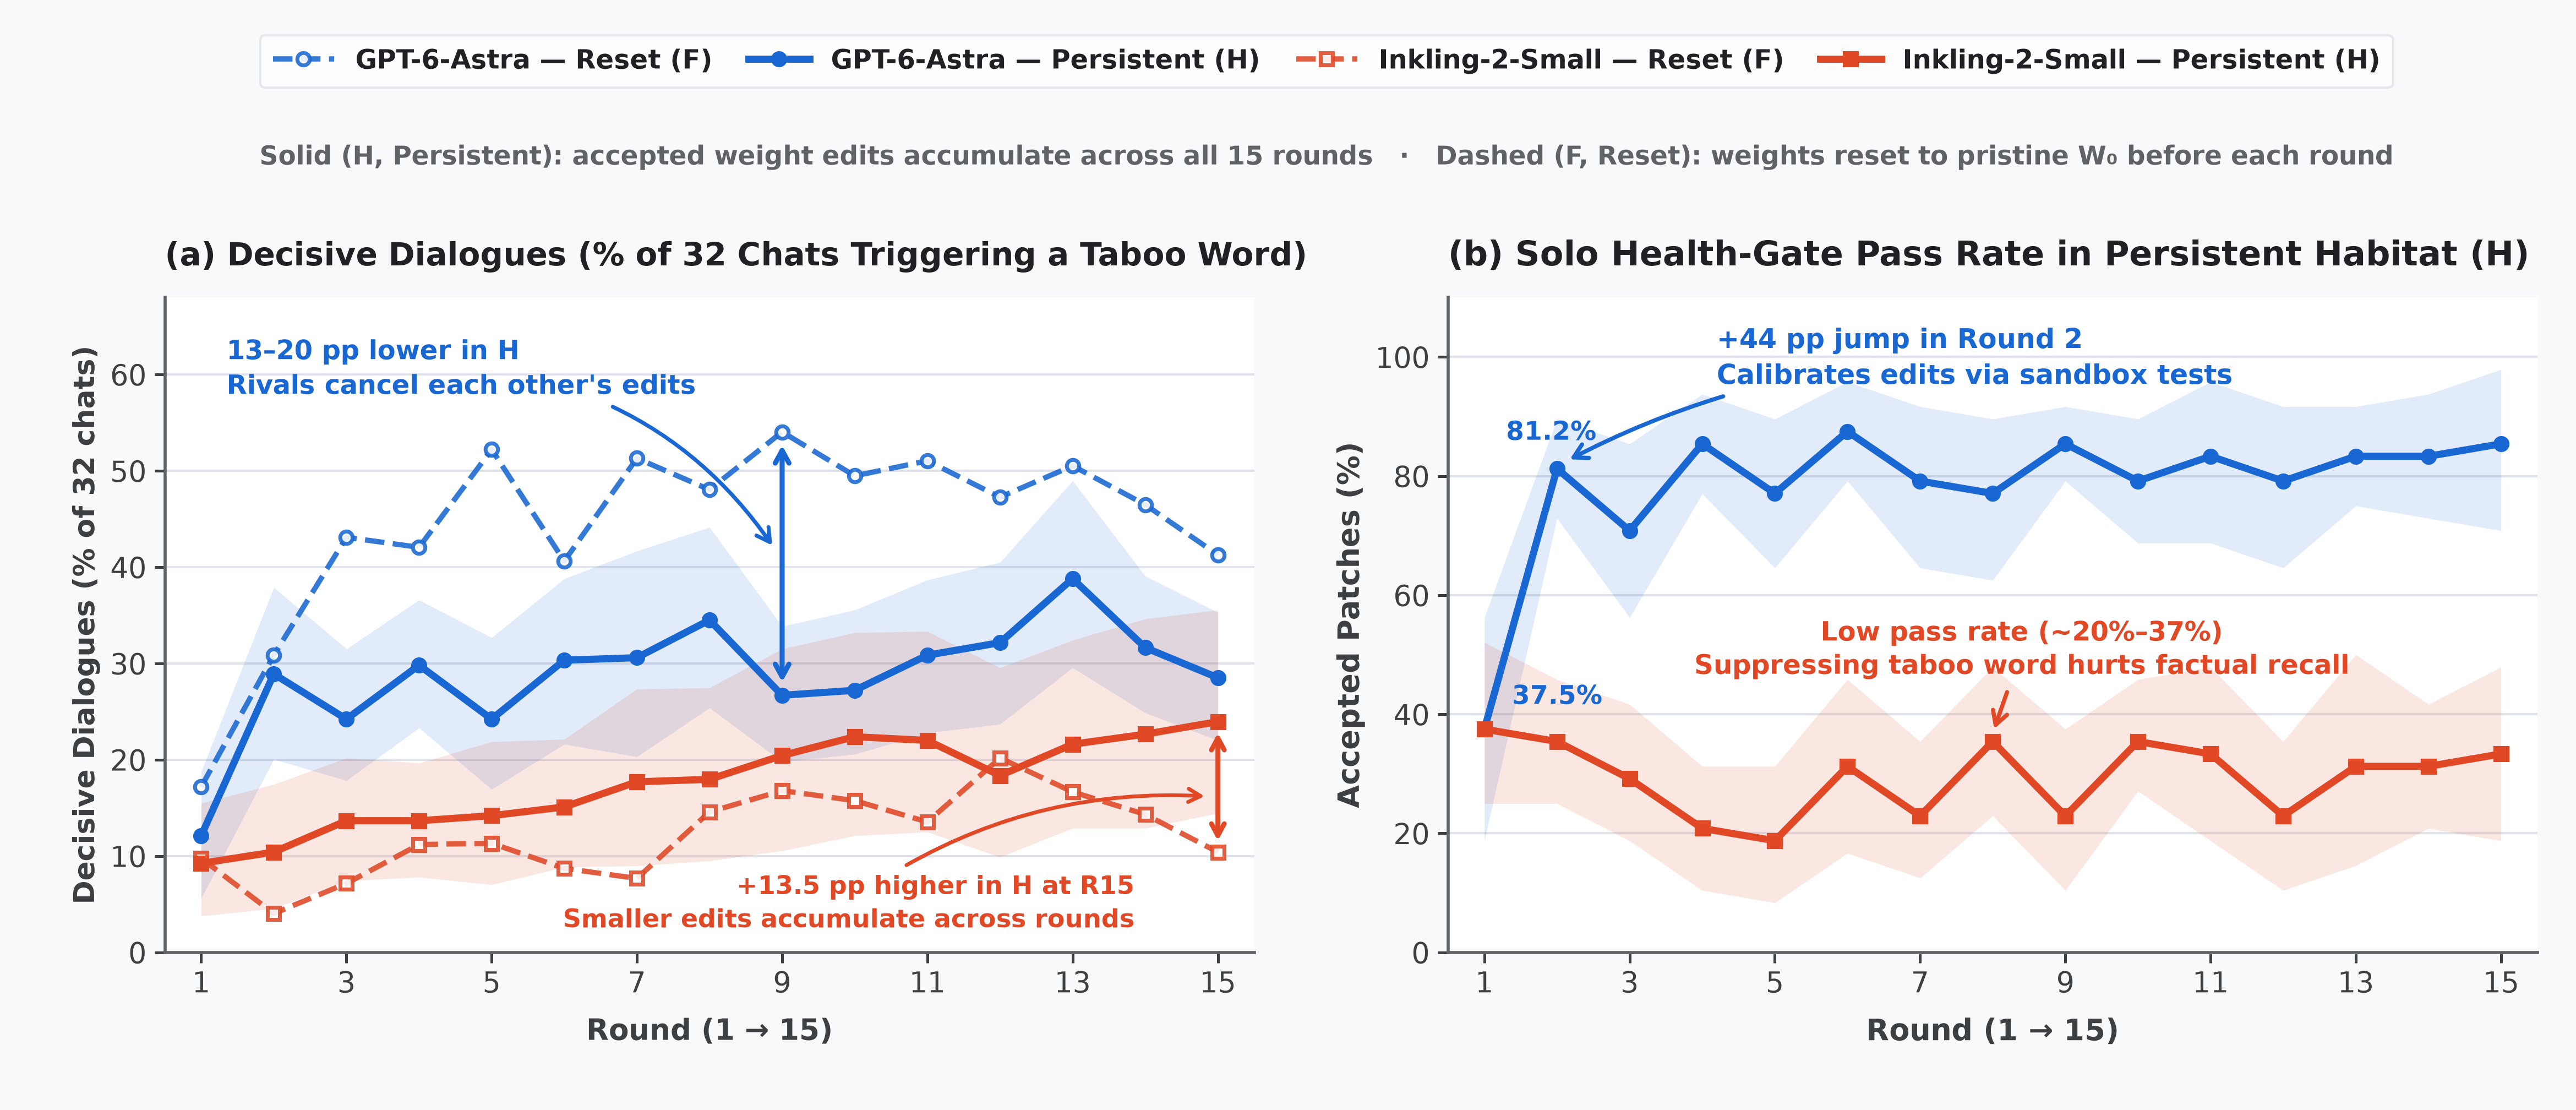 GPT-6-Astra — Reset (F)   GPT-6-Astra — Persistent (H)   Inkling-2-Small — Reset (F)   Inkling-2-Small — Persistent (H)
Solid (H, Persistent): accepted weight edits accumulate across all 15 rounds · Dashed (F, Reset): weights reset to pristine W₀ before each round
(a) Decisive Dialogues (% of 32 Chats Triggering a Taboo Word)
Decisive Dialogues (% of 32 chats)
60
50
40
30
20
10
0
13–20 pp lower in H
Rivals cancel each other's edits
+13.5 pp higher in H at R15
Smaller edits accumulate across rounds
1 3 5 7 9 11 13 15
Round (1 → 15)
(b) Solo Health-Gate Pass Rate in Persistent Habitat (H)
Accepted Patches (%)
100
80
60
40
20
0
+44 pp jump in Round 2
Calibrates edits via sandbox tests
81.2%
Low pass rate (~20%–37%)
Suppressing taboo word hurts factual recall
37.5%
1 3 5 7 9 11 13 15
Round (1 → 15)